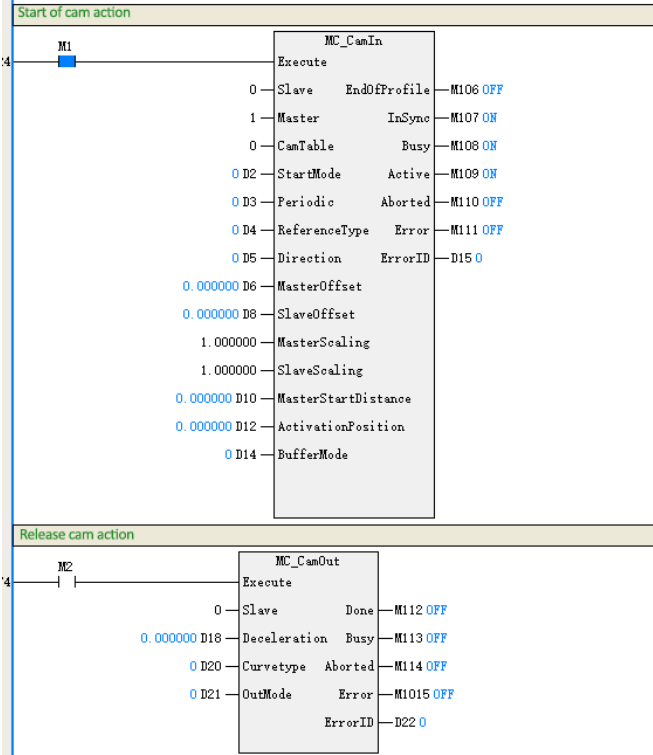 Start of cam action
M1
MC_CamIn
Execute
0 Slave EndOfProfile M106 OFF
1 Master InSync M107 ON
0 CamTable Busy M108 ON
0 D2 StartMode Active M109 ON
0 D3 Periodic Aborted M110 OFF
0 D4 ReferenceType Error M111 OFF
0 D5 Direction ErrorID D15 0
0.000000 D6 MasterOffset
0.000000 D8 SlaveOffset
1.000000 MasterScaling
1.000000 SlaveScaling
0.000000 D10 MasterStartDistance
0.000000 D12 ActivationPosition
0 D14 BufferMode
Release cam action
M2
MC_CamOut
Execute
0 Slave Done M112 OFF
0.000000 D18 Deceleration Busy M113 OFF
0 D20 Curvetype Aborted M114 OFF
0 D21 OutMode Error M1015 OFF
ErrorID D22 0